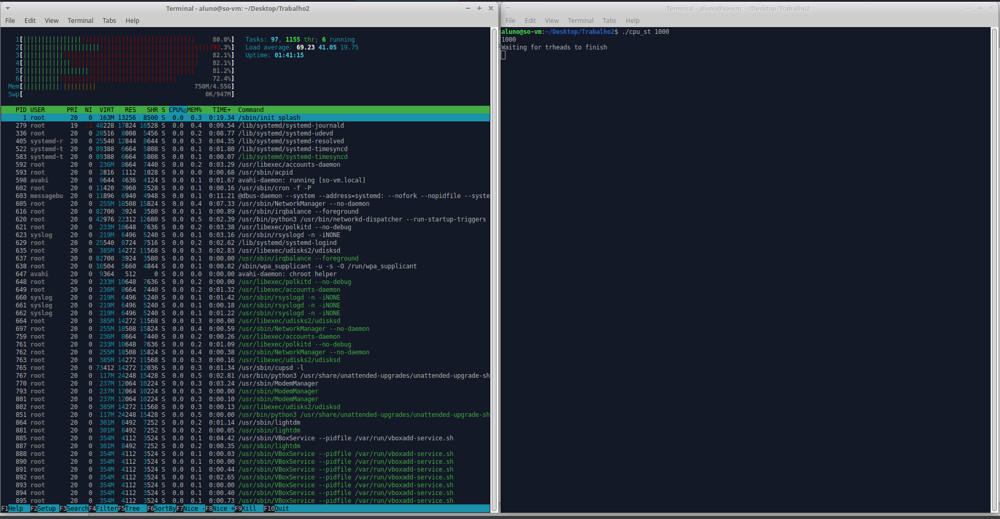 Terminal - aluno@so-vm: ~/Desktop/Trabalho2
File Edit View Terminal Tabs Help
1[||||||||||||||||||||||||||||||||||||||||||||||| 80.0%] Tasks: 97, 1155 thr; 6 running
2[||||||||||||||||||||||||||||||||||||||||||||||||||||93.3%] Load average: 69.23 41.05 19.75
3[|||||||||||||||||||||||||||||||||||||||||||||||| 82.1%] Uptime: 01:41:15
4[|||||||||||||||||||||||||||||||||||||||||||||||| 82.1%]
5[||||||||||||||||||||||||||||||||||||||||||||||| 81.2%]
6[|||||||||||||||||||||||||||||||||||||||||| 72.4%]
Mem[|||||||||||||||||||| 750M/4.55G]
Swp[ 0K/947M]
PID USER PRI NI VIRT RES SHR S CPU%△MEM% TIME+ Command
1 root 20 0 163M 13256 8500 S 0.0 0.3 0:19.34 /sbin/init splash
279 root 19 -1 48228 17824 16528 S 0.0 0.4 0:09.54 /lib/systemd/systemd-journald
336 root 20 0 28516 8008 5456 S 0.0 0.2 0:08.77 /lib/systemd/systemd-udevd
405 systemd-r 20 0 25540 12844 8644 S 0.0 0.3 0:04.35 /lib/systemd/systemd-resolved
522 systemd-t 20 0 89388 6664 5808 S 0.0 0.1 0:01.80 /lib/systemd/systemd-timesyncd
583 systemd-t 20 0 89388 6664 5808 S 0.0 0.1 0:00.07 /lib/systemd/systemd-timesyncd
592 root 20 0 236M 8664 7440 S 0.0 0.2 0:03.29 /usr/libexec/accounts-daemon
593 root 20 0 2816 1112 1028 S 0.0 0.0 0:00.68 /usr/sbin/acpid
598 avahi 20 0 9644 4636 4124 S 0.0 0.1 0:01.67 avahi-daemon: running [so-vm.local]
602 root 20 0 11420 3960 3528 S 0.0 0.1 0:00.16 /usr/sbin/cron -f -P
603 messagebu 20 0 11896 6940 4948 S 0.0 0.1 0:11.21 @dbus-daemon --system --address=systemd: --nofork --nopidfile --syste
605 root 20 0 255M 18508 15824 S 0.0 0.4 0:07.33 /usr/sbin/NetworkManager --no-daemon
616 root 20 0 82700 3924 3580 S 0.0 0.1 0:00.89 /usr/sbin/irqbalance --foreground
620 root 20 0 42976 22312 12680 S 0.0 0.5 0:02.39 /usr/bin/python3 /usr/bin/networkd-dispatcher --run-startup-triggers
621 root 20 0 233M 10648 7636 S 0.0 0.2 0:03.38 /usr/libexec/polkitd --no-debug
623 syslog 20 0 219M 6496 5240 S 0.0 0.1 0:03.16 /usr/sbin/rsyslogd -n -iNONE
629 root 20 0 25540 8724 7516 S 0.0 0.2 0:02.62 /lib/systemd/systemd-logind
635 root 20 0 385M 14272 11568 S 0.0 0.3 0:02.83 /usr/libexec/udisks2/udisksd
637 root 20 0 82700 3924 3580 S 0.0 0.1 0:00.00 /usr/sbin/irqbalance --foreground
638 root 20 0 16504 5660 4844 S 0.0 0.1 0:00.82 /sbin/wpa_supplicant -u -s -O /run/wpa_supplicant
647 avahi 20 0 9364 512 0 S 0.0 0.0 0:00.00 avahi-daemon: chroot helper
648 root 20 0 233M 10648 7636 S 0.0 0.2 0:00.00 /usr/libexec/polkitd --no-debug
649 root 20 0 236M 8664 7440 S 0.0 0.2 0:01.32 /usr/libexec/accounts-daemon
660 syslog 20 0 219M 6496 5240 S 0.0 0.1 0:01.42 /usr/sbin/rsyslogd -n -iNONE
661 syslog 20 0 219M 6496 5240 S 0.0 0.1 0:00.18 /usr/sbin/rsyslogd -n -iNONE
662 syslog 20 0 219M 6496 5240 S 0.0 0.1 0:01.22 /usr/sbin/rsyslogd -n -iNONE
664 root 20 0 385M 14272 11568 S 0.0 0.3 0:00.00 /usr/libexec/udisks2/udisksd
697 root 20 0 255M 18508 15824 S 0.0 0.4 0:00.59 /usr/sbin/NetworkManager --no-daemon
759 root 20 0 236M 8664 7440 S 0.0 0.2 0:00.26 /usr/libexec/accounts-daemon
761 root 20 0 233M 10648 7636 S 0.0 0.2 0:01.09 /usr/libexec/polkitd --no-debug
762 root 20 0 255M 18508 15824 S 0.0 0.4 0:00.38 /usr/sbin/NetworkManager --no-daemon
763 root 20 0 385M 14272 11568 S 0.0 0.3 0:00.16 /usr/libexec/udisks2/udisksd
765 root 20 0 73412 14272 12036 S 0.0 0.3 0:01.34 /usr/sbin/cupsd -l
767 root 20 0 117M 24248 15428 S 0.0 0.5 0:02.81 /usr/bin/python3 /usr/share/unattended-upgrades/unattended-upgrade-sh
770 root 20 0 237M 12064 10224 S 0.0 0.3 0:03.24 /usr/sbin/ModemManager
793 root 20 0 237M 12064 10224 S 0.0 0.3 0:00.00 /usr/sbin/ModemManager
801 root 20 0 237M 12064 10224 S 0.0 0.3 0:00.10 /usr/sbin/ModemManager
802 root 20 0 385M 14272 11568 S 0.0 0.3 0:00.13 /usr/libexec/udisks2/udisksd
851 root 20 0 117M 24248 15428 S 0.0 0.5 0:00.00 /usr/bin/python3 /usr/share/unattended-upgrades/unattended-upgrade-sh
864 root 20 0 301M 8492 7252 S 0.0 0.2 0:01.14 /usr/sbin/lightdm
881 root 20 0 301M 8492 7252 S 0.0 0.2 0:00.05 /usr/sbin/lightdm
885 root 20 0 354M 4112 3524 S 0.0 0.1 0:04.42 /usr/sbin/VBoxService --pidfile /var/run/vboxadd-service.sh
887 root 20 0 301M 8492 7252 S 0.0 0.2 0:00.35 /usr/sbin/lightdm
888 root 20 0 354M 4112 3524 S 0.0 0.1 0:00.03 /usr/sbin/VBoxService --pidfile /var/run/vboxadd-service.sh
890 root 20 0 354M 4112 3524 S 0.0 0.1 0:00.00 /usr/sbin/VBoxService --pidfile /var/run/vboxadd-service.sh
891 root 20 0 354M 4112 3524 S 0.0 0.1 0:00.44 /usr/sbin/VBoxService --pidfile /var/run/vboxadd-service.sh
892 root 20 0 354M 4112 3524 S 0.0 0.1 0:02.65 /usr/sbin/VBoxService --pidfile /var/run/vboxadd-service.sh
893 root 20 0 354M 4112 3524 S 0.0 0.1 0:00.00 /usr/sbin/VBoxService --pidfile /var/run/vboxadd-service.sh
894 root 20 0 354M 4112 3524 S 0.0 0.1 0:00.40 /usr/sbin/VBoxService --pidfile /var/run/vboxadd-service.sh
895 root 20 0 354M 4112 3524 S 0.0 0.1 0:00.73 /usr/sbin/VBoxService --pidfile /var/run/vboxadd-service.sh
F1Help F2Setup F3SearchF4FilterF5Tree F6SortByF7Nice -F8Nice +F9Kill F10Quit
Terminal - aluno@so-vm: ~/Desktop/Trabalho2
File Edit View Terminal Tabs Help
aluno@so-vm:~/Desktop/Trabalho2$ ./cpu_st 1000
1000
Waiting for trheads to finish